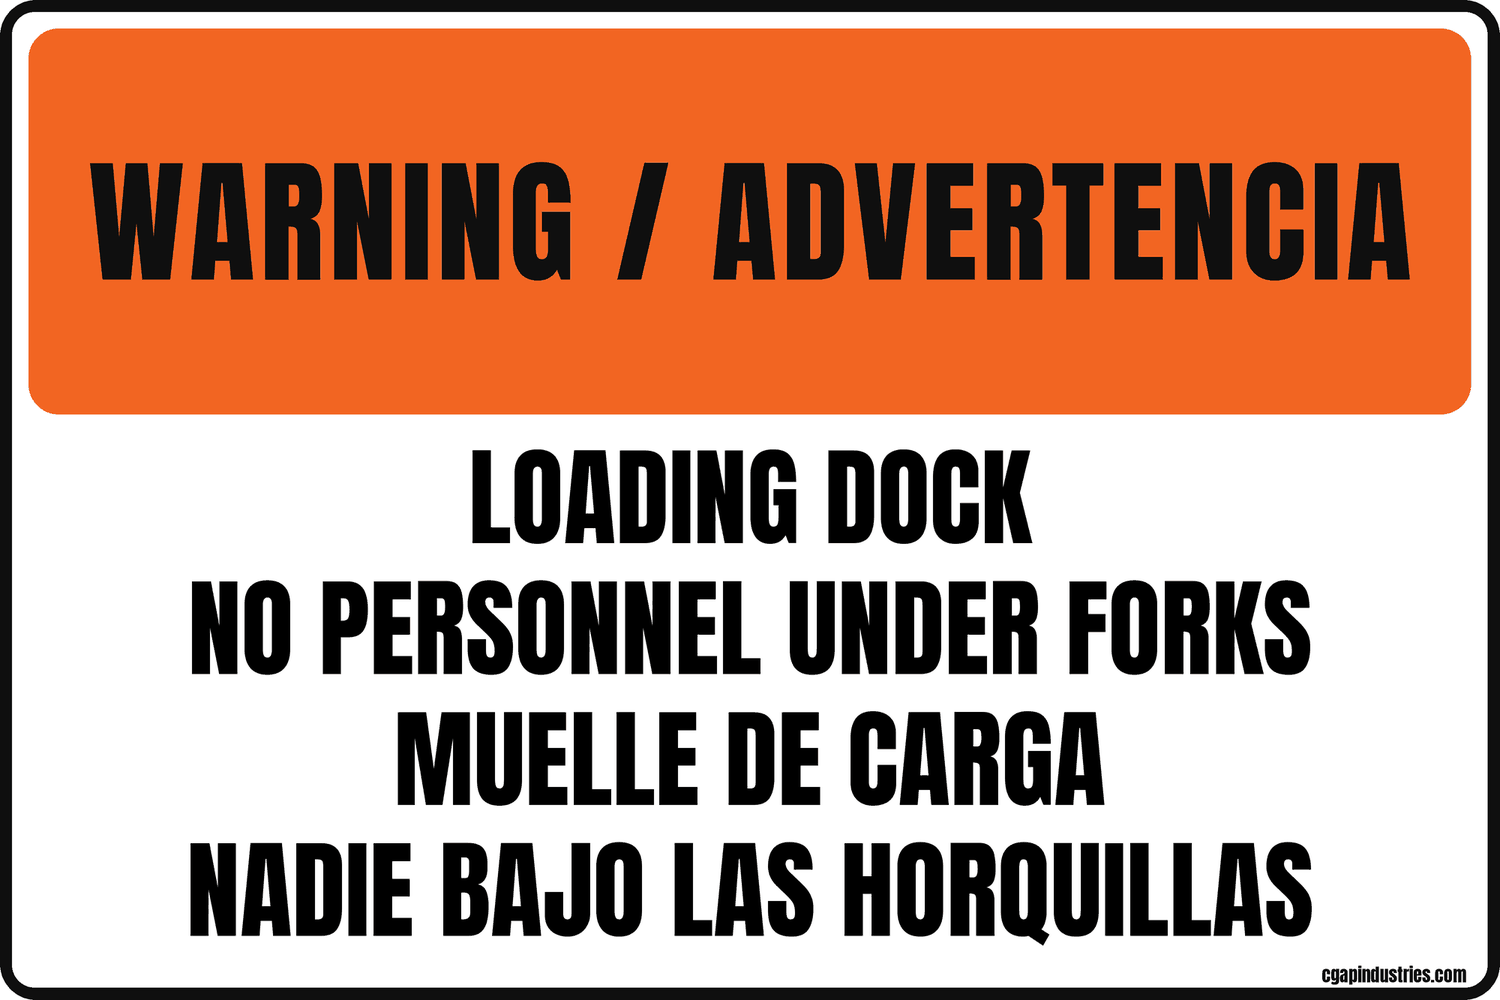 WARNING / ADVERTENCIA
LOADING DOCK
NO PERSONNEL UNDER FORKS
MUELLE DE CARGA
NADIE BAJO LAS HORQUILLAS
cgapindustries.com